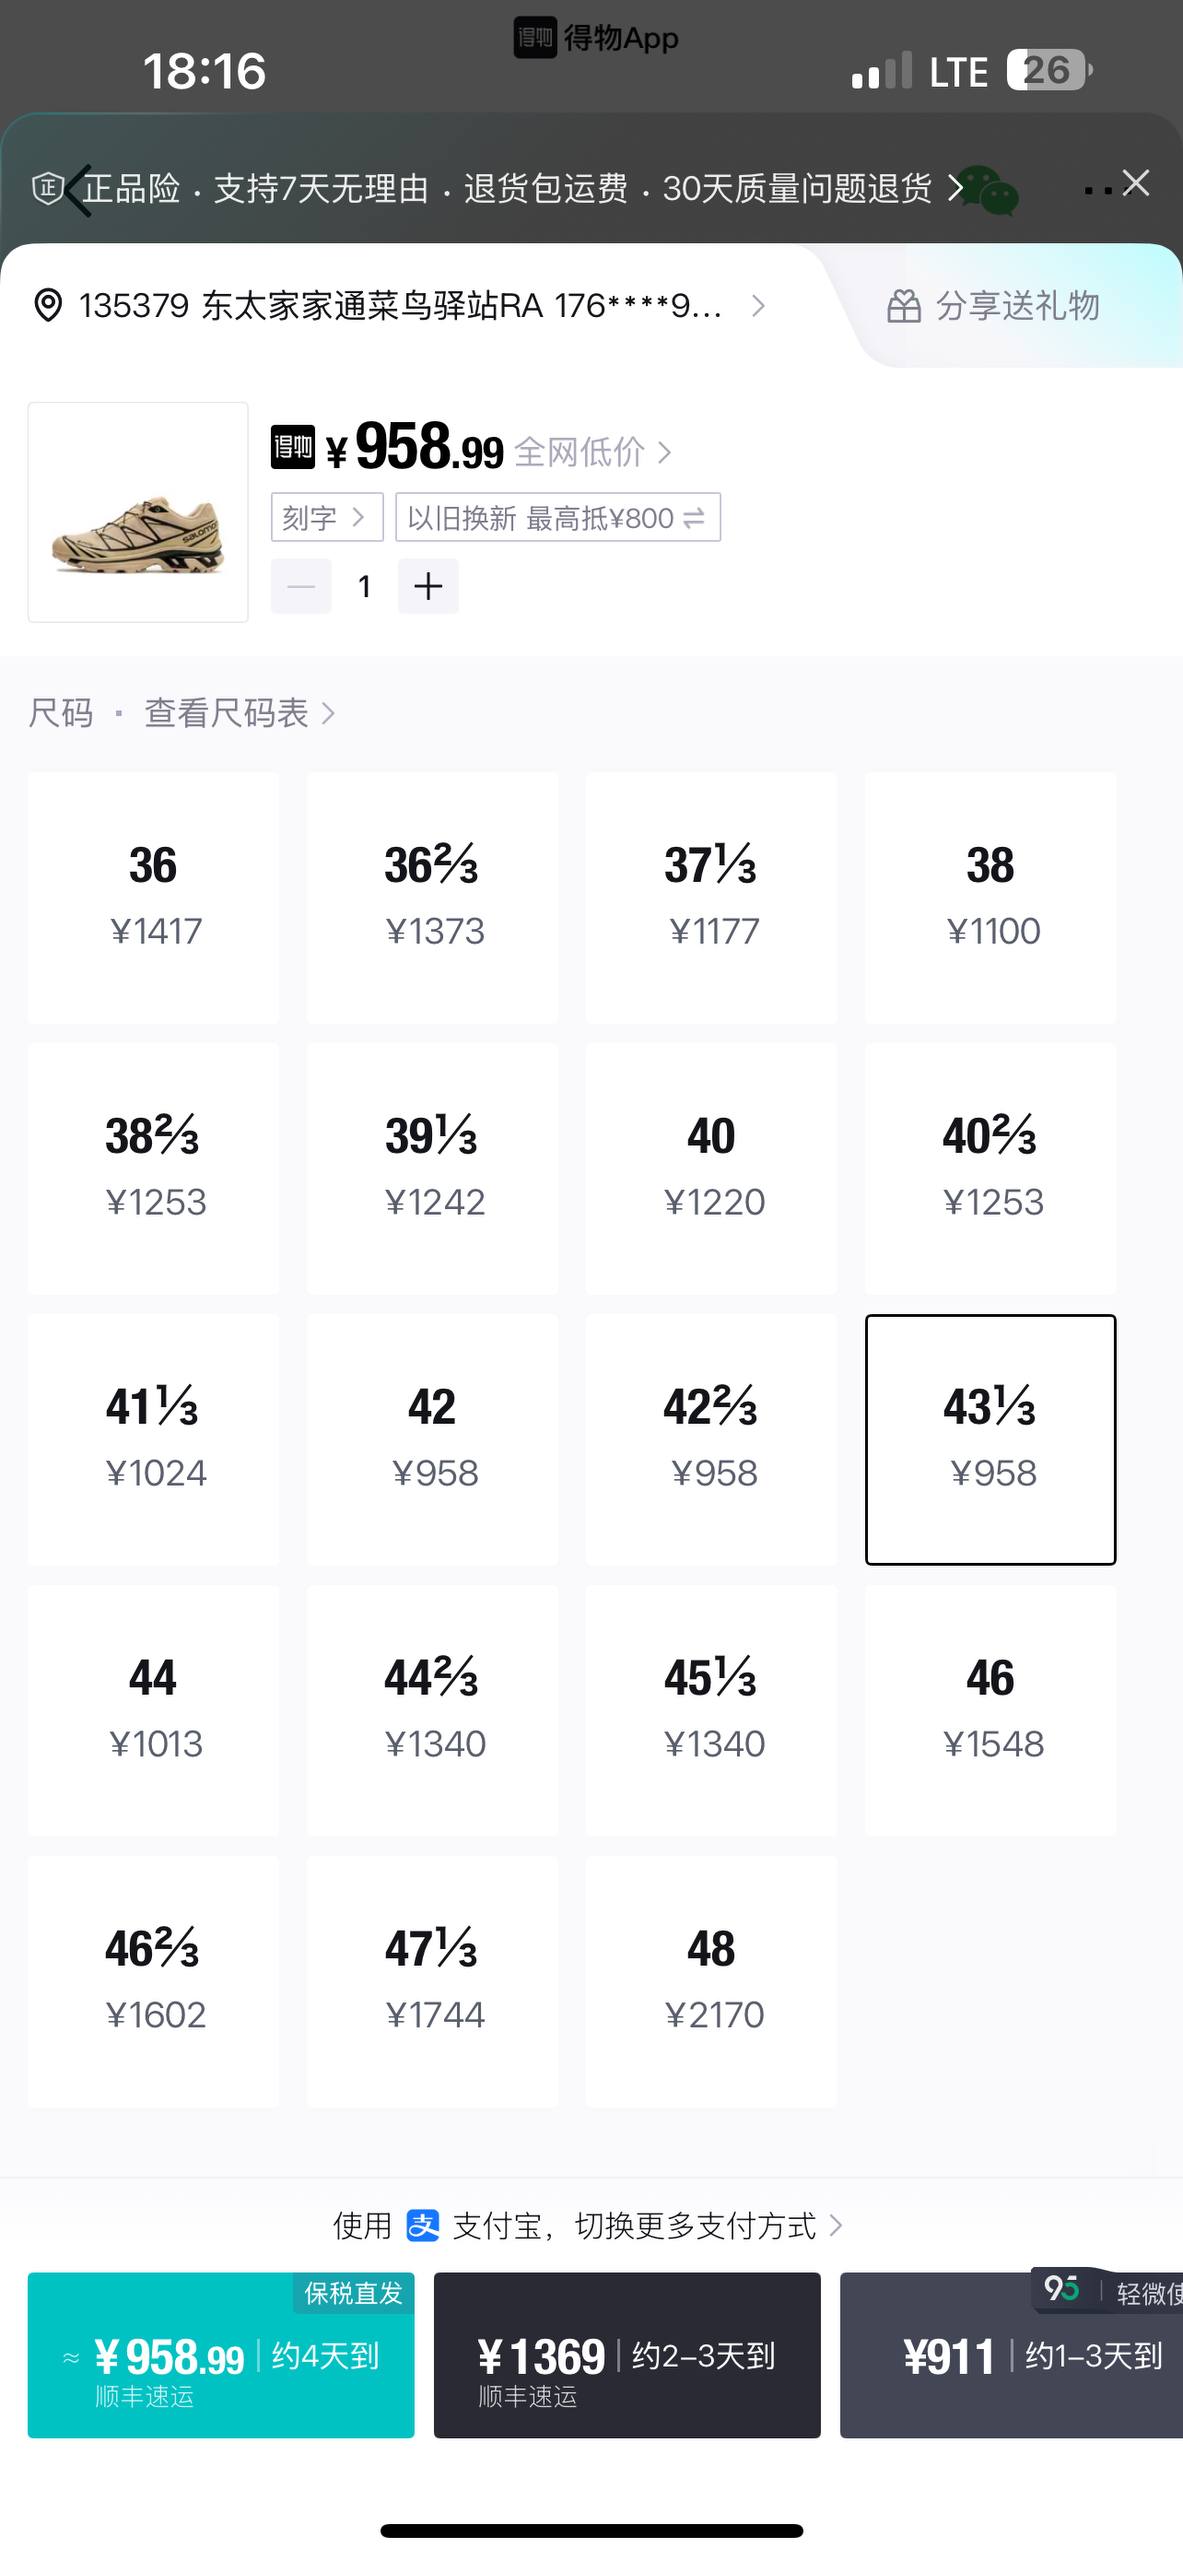 得物 得物App
18:16 LTE 26
正 正品险 · 支持7天无理由 · 退货包运费 · 30天质量问题退货
135379 东太家家通菜鸟驿站RA 176****9...
分享送礼物
得物 ¥958.99 全网低价
刻字 以旧换新 最高抵¥800
1
salomon
尺码 · 查看尺码表
36 36⅔ 37⅓ 38
¥1417 ¥1373 ¥1177 ¥1100
38⅔ 39⅓ 40 40⅔
¥1253 ¥1242 ¥1220 ¥1253
41⅓ 42 42⅔ 43⅓
¥1024 ¥958 ¥958 ¥958
44 44⅔ 45⅓ 46
¥1013 ¥1340 ¥1340 ¥1548
46⅔ 47⅓ 48
¥1602 ¥1744 ¥2170
使用 支 支付宝，切换更多支付方式
保税直发 95 轻微
≈ ¥958.99 约4天到 ¥1369 约2-3天到 ¥911 约1-3天到
顺丰速运 顺丰速运